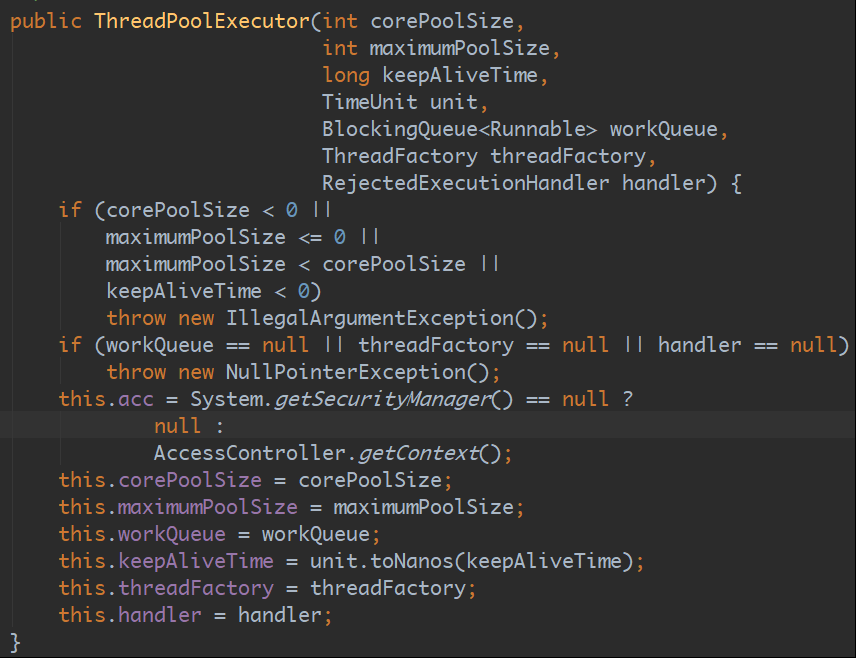 public ThreadPoolExecutor(int corePoolSize,
int maximumPoolSize,
long keepAliveTime,
TimeUnit unit,
BlockingQueue<Runnable> workQueue,
ThreadFactory threadFactory,
RejectedExecutionHandler handler) {
if (corePoolSize < 0 ||
maximumPoolSize <= 0 ||
maximumPoolSize < corePoolSize ||
keepAliveTime < 0)
throw new IllegalArgumentException();
if (workQueue == null || threadFactory == null || handler == null)
throw new NullPointerException();
this.acc = System.getSecurityManager() == null ?
null :
AccessController.getContext();
this.corePoolSize = corePoolSize;
this.maximumPoolSize = maximumPoolSize;
this.workQueue = workQueue;
this.keepAliveTime = unit.toNanos(keepAliveTime);
this.threadFactory = threadFactory;
this.handler = handler;
}